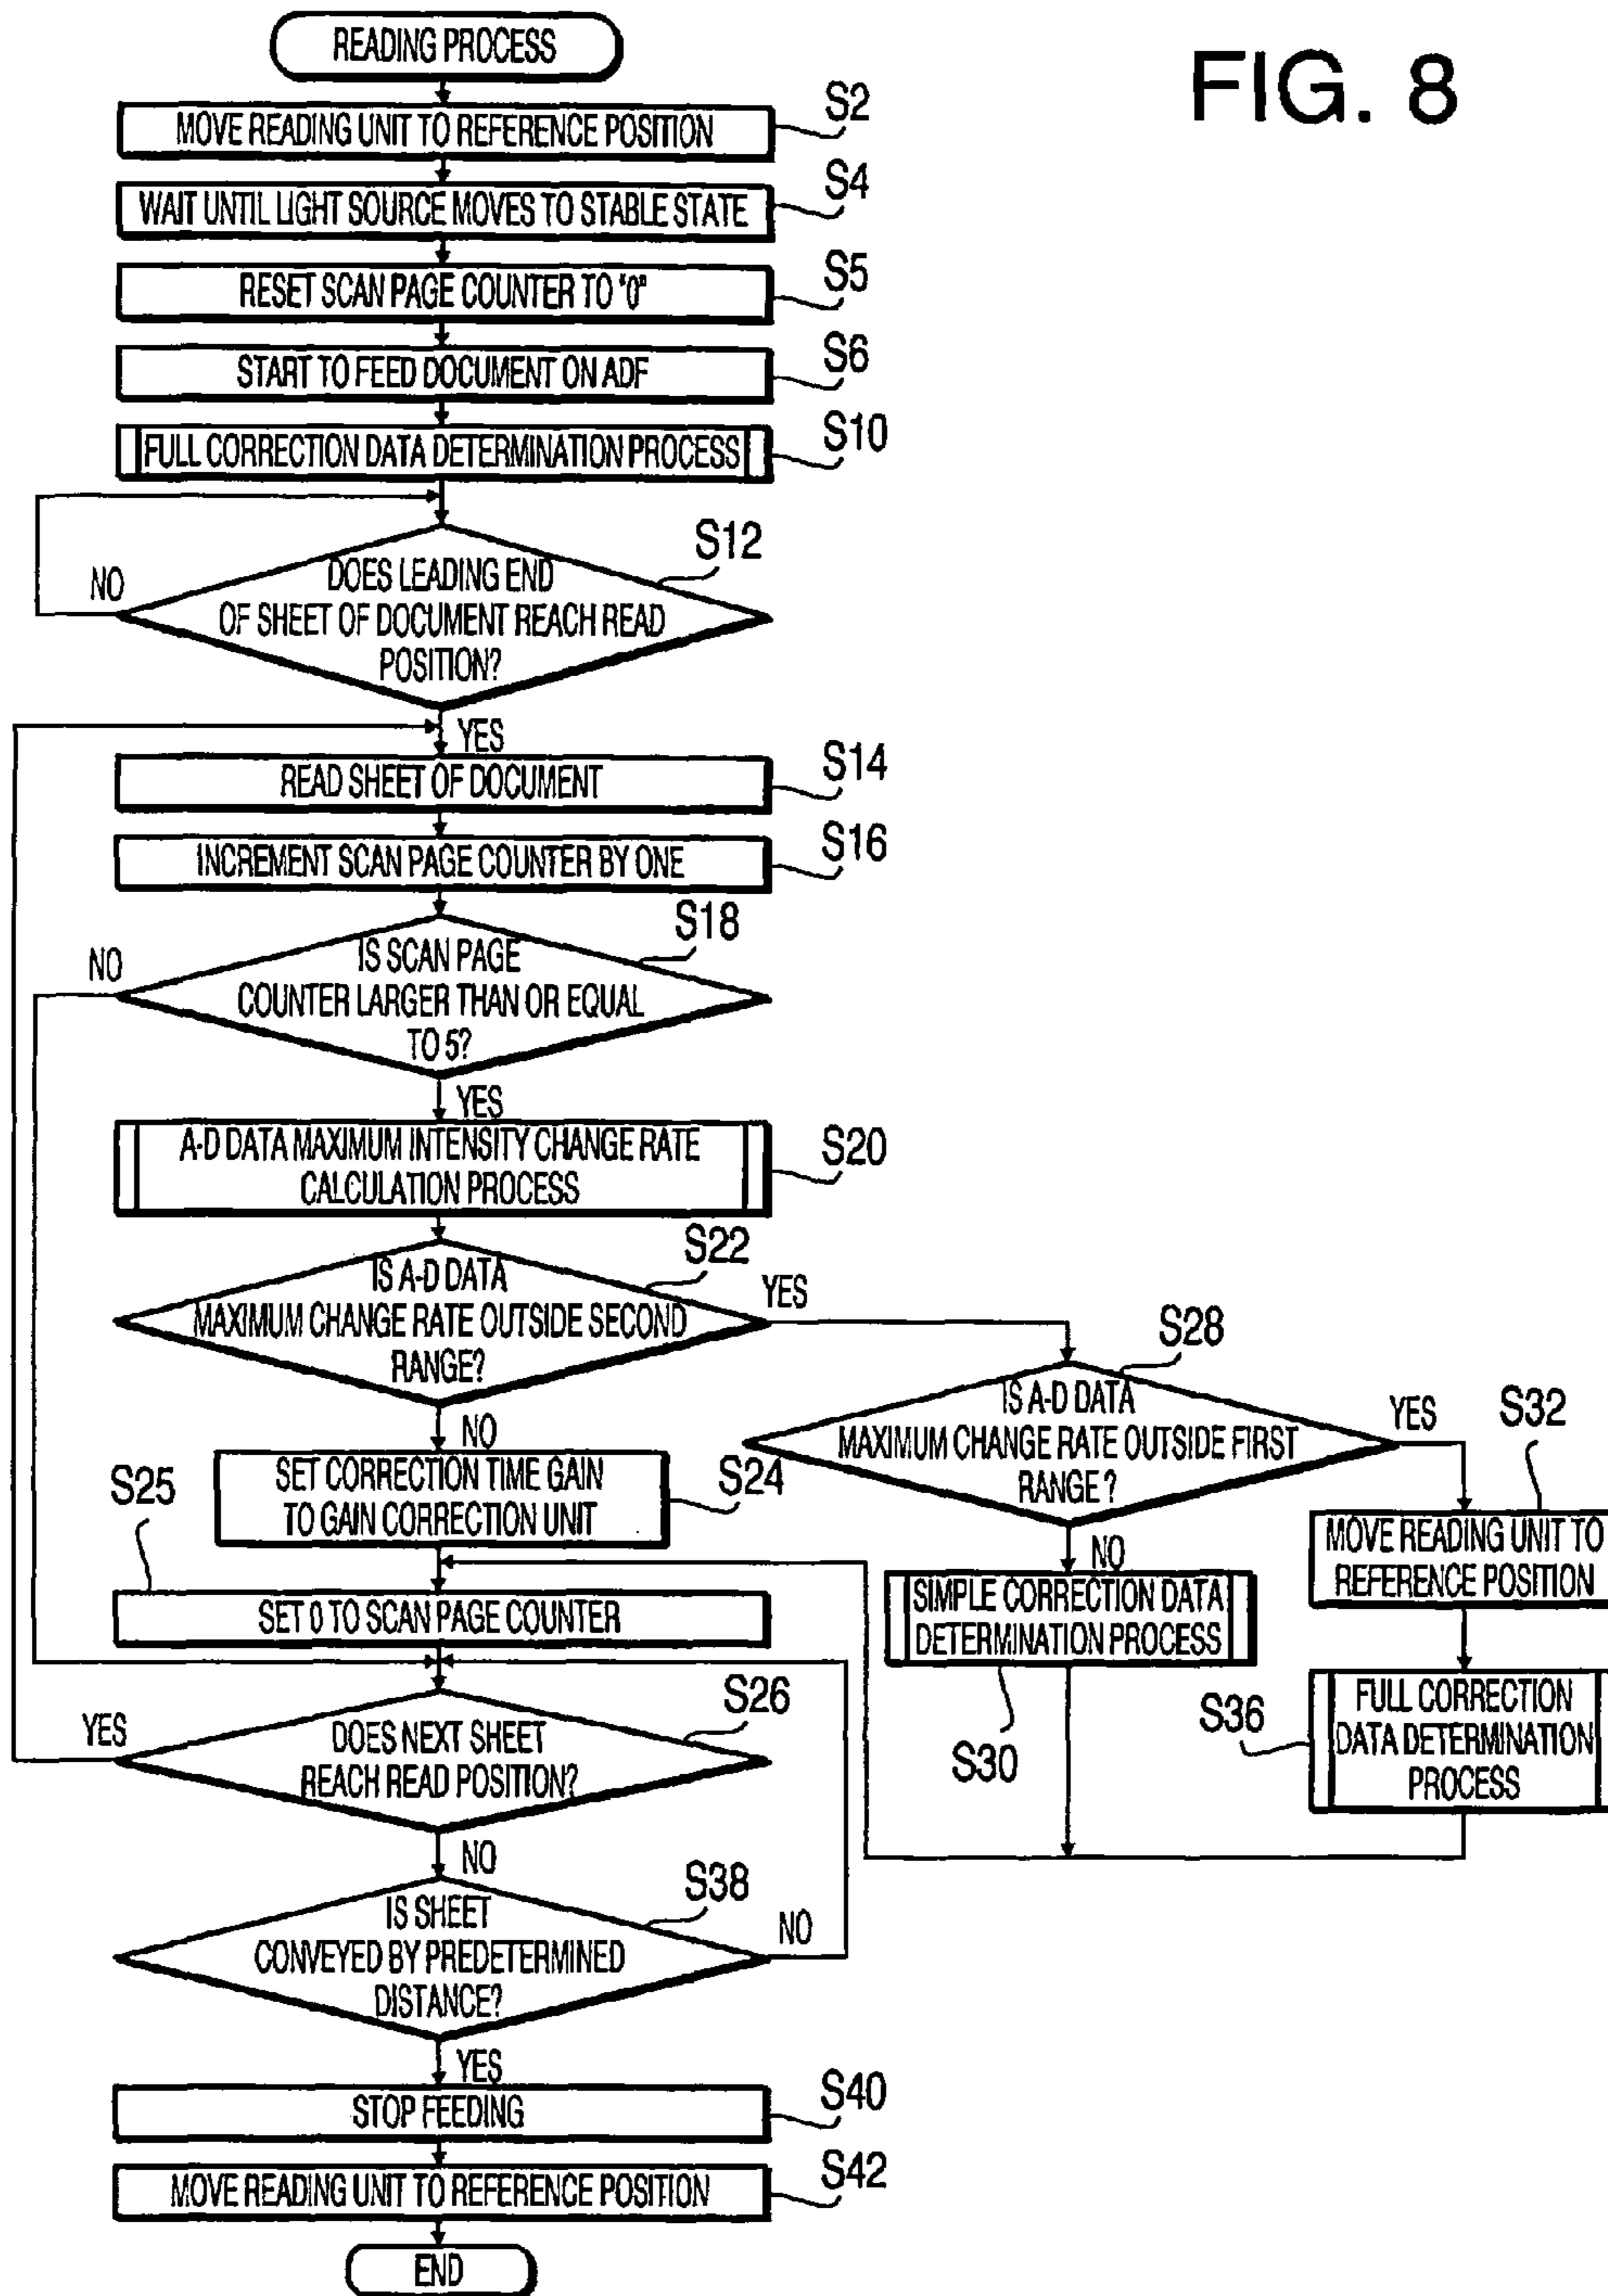 FIG. 8
READING PROCESS
S2
MOVE READING UNIT TO REFERENCE POSITION
S4
WAIT UNTIL LIGHT SOURCE MOVES TO STABLE STATE
S5
RESET SCAN PAGE COUNTER TO "0"
S6
START TO FEED DOCUMENT ON ADF
S10
FULL CORRECTION DATA DETERMINATION PROCESS
S12
NO
DOES LEADING END
OF SHEET OF DOCUMENT REACH READ
POSITION?
YES
S14
READ SHEET OF DOCUMENT
S16
INCREMENT SCAN PAGE COUNTER BY ONE
S18
NO
IS SCAN PAGE
COUNTER LARGER THAN OR EQUAL
TO 5?
YES
S20
A-D DATA MAXIMUM INTENSITY CHANGE RATE
CALCULATION PROCESS
S22
IS A-D DATA
MAXIMUM CHANGE RATE OUTSIDE SECOND
RANGE?
YES
NO
S28
IS A-D DATA
MAXIMUM CHANGE RATE OUTSIDE FIRST
RANGE?
YES
NO
S32
MOVE READING UNIT TO
REFERENCE POSITION
S24
SET CORRECTION TIME GAIN
TO GAIN CORRECTION UNIT
S25
SET 0 TO SCAN PAGE COUNTER
SIMPLE CORRECTION DATA
DETERMINATION PROCESS
S30
S36
FULL CORRECTION
DATA DETERMINATION
PROCESS
S26
YES
DOES NEXT SHEET
REACH READ POSITION?
NO
S38
IS SHEET
CONVEYED BY PREDETERMINED
DISTANCE?
NO
YES
S40
STOP FEEDING
S42
MOVE READING UNIT TO REFERENCE POSITION
END